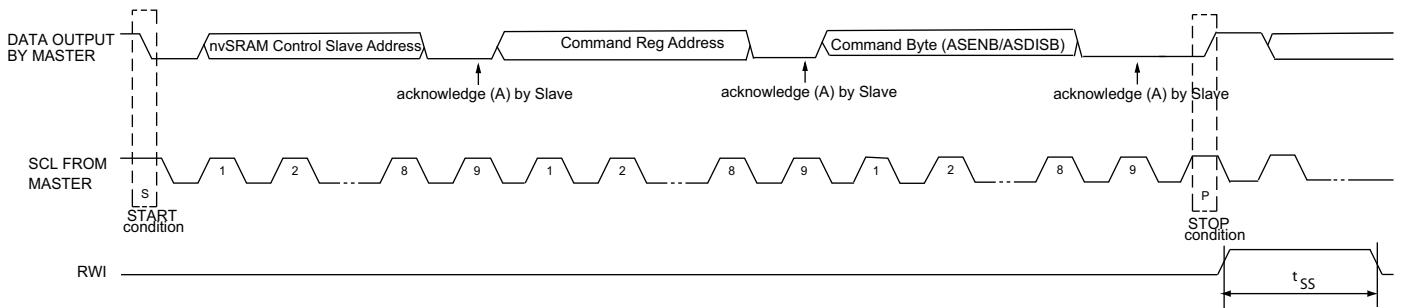 DATA OUTPUT
BY MASTER
nvSRAM Control Slave Address
Command Reg Address
Command Byte (ASENB/ASDISB)
acknowledge (A) by Slave
acknowledge (A) by Slave
acknowledge (A) by Slave
SCL FROM
MASTER
1 2 8 9 1 2 8 9 1 2 8 9
S
P
START
condition
STOP
condition
RWI
t SS